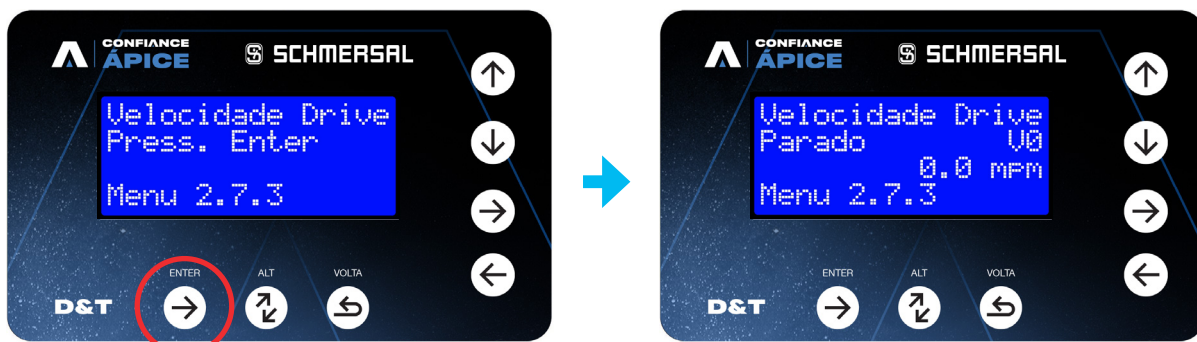 CONFIANCE
ÁPICE
SCHMERSAL
Velocidade Drive
Press. Enter
Menu 2.7.3
ENTER
ALT
VOLTA
D&T
CONFIANCE
ÁPICE
SCHMERSAL
Velocidade Drive
Parado V0
0.0 mpm
Menu 2.7.3
ENTER
ALT
VOLTA
D&T